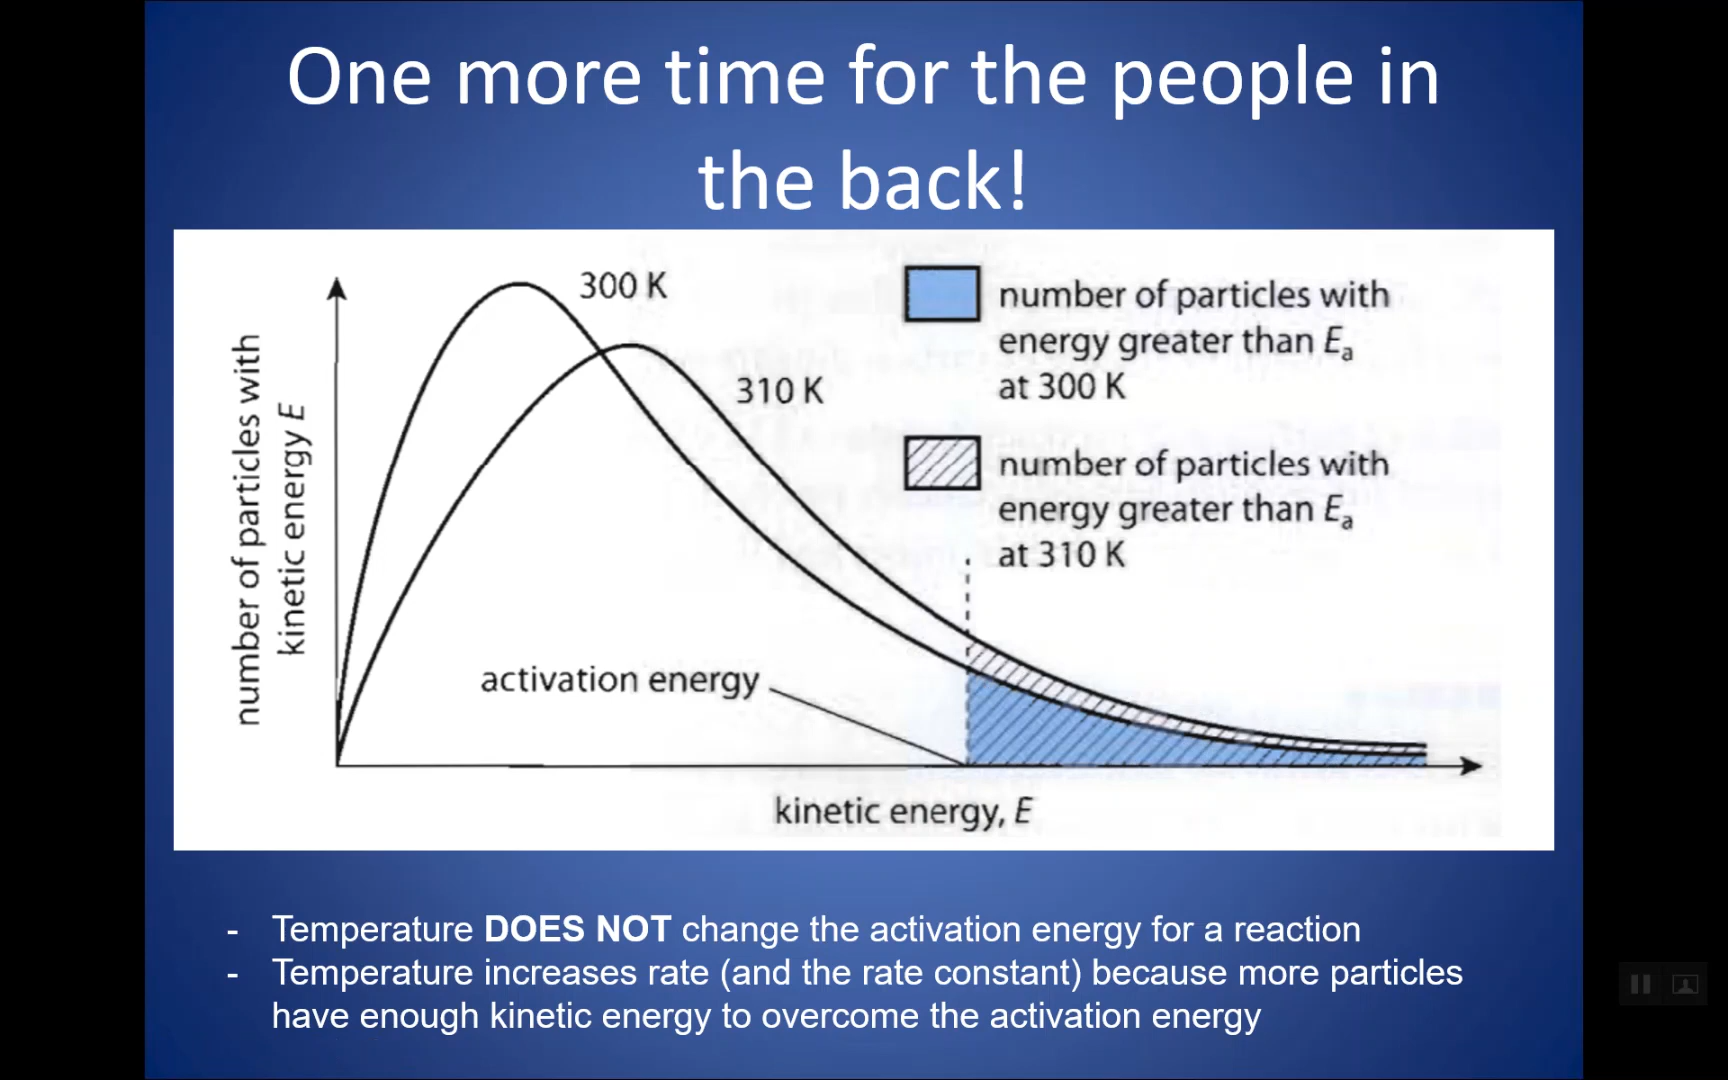 One more time for the people in
the back!
number of particles with
kinetic energy E
300 K
310 K
number of particles with
energy greater than Eₐ
at 300 K
number of particles with
energy greater than Eₐ
at 310 K
activation energy
kinetic energy, E
- Temperature DOES NOT change the activation energy for a reaction
- Temperature increases rate (and the rate constant) because more particles
have enough kinetic energy to overcome the activation energy